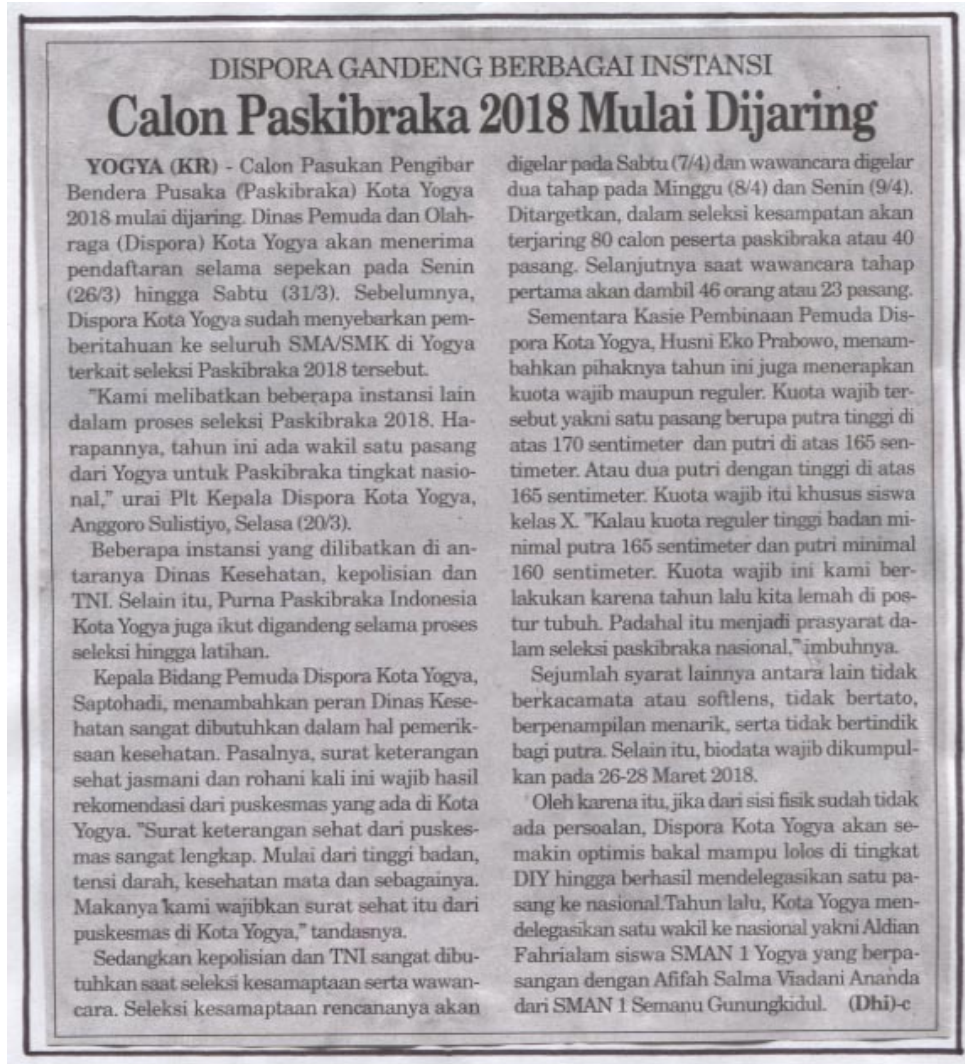 DISPORA GANDENG BERBAGAI INSTANSI
Calon Paskibraka 2018 Mulai Dijaring
YOGYA (KR) - Calon Pasukan Pengibar
Bendera Pusaka (Paskibraka) Kota Yogya
2018 mulai dijaring. Dinas Pemuda dan Olah-
raga (Dispora) Kota Yogya akan menerima
pendaftaran selama sepekan pada Senin
(26/3) hingga Sabtu (31/3). Sebelumnya,
Dispora Kota Yogya sudah menyebarkan pem-
beritahuan ke seluruh SMA/SMK di Yogya
terkait seleksi Paskibraka 2018 tersebut.
"Kami melibatkan beberapa instansi lain
dalam proses seleksi Paskibraka 2018. Ha-
rapannya, tahun ini ada wakil satu pasang
dari Yogya untuk Paskibraka tingkat nasio-
nal," urai Plt Kepala Dispora Kota Yogya,
Anggoro Sulistiyo, Selasa (20/3).
Beberapa instansi yang dilibatkan di an-
taranya Dinas Kesehatan, kepolisian dan
TNI. Selain itu, Purna Paskibraka Indonesia
Kota Yogya juga ikut digandeng selama proses
seleksi hingga latihan.
Kepala Bidang Pemuda Dispora Kota Yogya,
Saptohadi, menambahkan peran Dinas Kese-
hatan sangat dibutuhkan dalam hal pemerik-
saan kesehatan. Pasalnya, surat keterangan
sehat jasmani dan rohani kali ini wajib hasil
rekomendasi dari puskesmas yang ada di Kota
Yogya. "Surat keterangan sehat dari puskes-
mas sangat lengkap. Mulai dari tinggi badan,
tensi darah, kesehatan mata dan sebagainya.
Makanya kami wajibkan surat sehat itu dari
puskesmas di Kota Yogya," tandasnya.
Sedangkan kepolisian dan TNI sangat dibu-
tuhkan saat seleksi kesamaptaan serta wawan-
cara. Seleksi kesamaptaan rencananya akan
digelar pada Sabtu (7/4) dan wawancara digelar
dua tahap pada Minggu (8/4) dan Senin (9/4).
Ditargetkan, dalam seleksi kesampatan akan
terjaring 80 calon peserta paskibraka atau 40
pasang. Selanjutnya saat wawancara tahap
pertama akan dambil 46 orang atau 23 pasang.
Sementara Kasie Pembinaan Pemuda Dis-
pora Kota Yogya, Husni Eko Prabowo, menam-
bahkan pihaknya tahun ini juga menerapkan
kuota wajib maupun reguler. Kuota wajib ter-
sebut yakni satu pasang berupa putra tinggi di
atas 170 sentimeter dan putri di atas 165 sen-
timeter. Atau dua putri dengan tinggi di atas
165 sentimeter. Kuota wajib itu khusus siswa
kelas X. "Kalau kuota reguler tinggi badan mi-
nimal putra 165 sentimeter dan putri minimal
160 sentimeter. Kuota wajib ini kami ber-
lakukan karena tahun lalu kita lemah di pos-
tur tubuh. Padahal itu menjadi prasyarat da-
lam seleksi paskibraka nasional," imbuhnya.
Sejumlah syarat lainnya antara lain tidak
berkacamata atau softlens, tidak bertato,
berpenampilan menarik, serta tidak bertindik
bagi putra. Selain itu, biodata wajib dikumpul-
kan pada 26-28 Maret 2018.
Oleh karena itu, jika dari sisi fisik sudah tidak
ada persoalan, Dispora Kota Yogya akan se-
makin optimis bakal mampu lolos di tingkat
DIY hingga berhasil mendelegasikan satu pa-
sang ke nasional.Tahun lalu, Kota Yogya men-
delegasikan satu wakil ke nasional yakni Aldian
Fahrialam siswa SMAN 1 Yogya yang berpa-
sangan dengan Afifah Salma Viadani Ananda
dari SMAN 1 Semanu Gunungkidul. (Dhi)-c